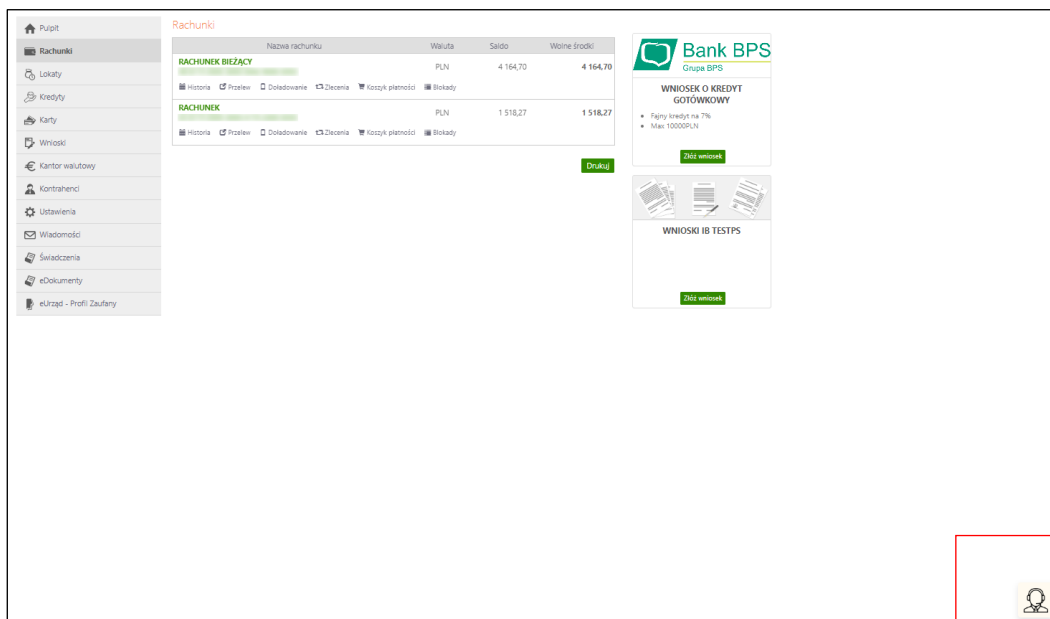 Pulpit
Rachunki
Lokaty
Kredyty
Karty
Wnioski
Kantor walutowy
Kontrahenci
Ustawienia
Wiadomości
Świadczenia
eDokumenty
eUrząd - Profil Zaufany
Rachunki
Nazwa rachunku Waluta Saldo Wolne środki
RACHUNEK BIEŻĄCY
PLN 4 164,70 4 164,70
Historia Przelew Doładowanie Zlecenia Koszyk płatności Blokady
RACHUNEK
PLN 1 518,27 1 518,27
Historia Przelew Doładowanie Zlecenia Koszyk płatności Blokady
Drukuj
Bank BPS
Grupa BPS
WNIOSEK O KREDYT
GOTÓWKOWY
Fajny kredyt na 7%
Max 10000PLN
Złóż wniosek
WNIOSKI IB TESTPS
Złóż wniosek